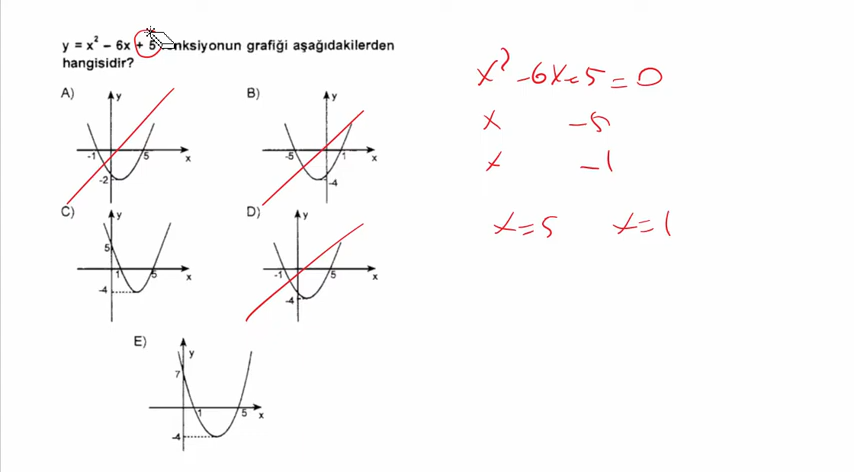 y = x² – 6x + 5 fonksiyonun grafiği aşağıdakilerden
hangisidir?
A)
y
-1
5
x
-2
B)
y
-5
1
x
-4
C)
y
5
1
5
x
-4
D)
y
-1
5
x
-4
E)
y
7
1
5
x
-4
x² - 6x + 5 = 0
x -5
x -1
x = 5 x = 1